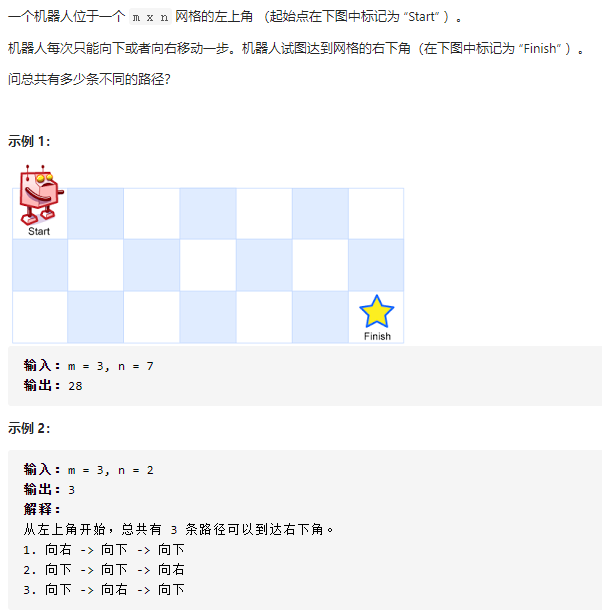 一个机器人位于一个 m x n 网格的左上角 （起始点在下图中标记为 “Start” ）。
机器人每次只能向下或者向右移动一步。机器人试图达到网格的右下角（在下图中标记为 “Finish” ）。
问总共有多少条不同的路径？
示例 1：
Start
Finish
输入：m = 3, n = 7
输出：28
示例 2：
输入：m = 3, n = 2
输出：3
解释：
从左上角开始，总共有 3 条路径可以到达右下角。
1. 向右 -> 向下 -> 向下
2. 向下 -> 向下 -> 向右
3. 向下 -> 向右 -> 向下